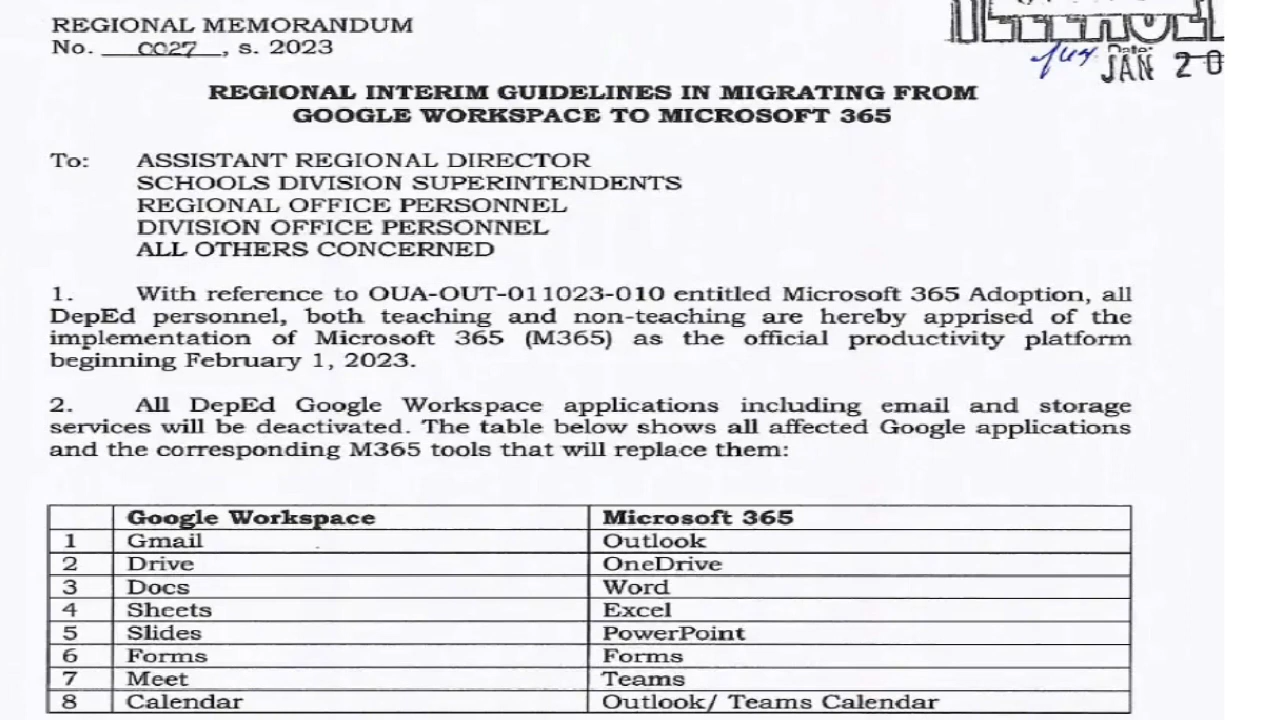 REGIONAL MEMORANDUM
No. 0027, s. 2023
Date:
JAN 20
REGIONAL INTERIM GUIDELINES IN MIGRATING FROM
GOOGLE WORKSPACE TO MICROSOFT 365
To: ASSISTANT REGIONAL DIRECTOR
SCHOOLS DIVISION SUPERINTENDENTS
REGIONAL OFFICE PERSONNEL
DIVISION OFFICE PERSONNEL
ALL OTHERS CONCERNED
1. With reference to OUA-OUT-011023-010 entitled Microsoft 365 Adoption, all
DepEd personnel, both teaching and non-teaching are hereby apprised of the
implementation of Microsoft 365 (M365) as the official productivity platform
beginning February 1, 2023.
2. All DepEd Google Workspace applications including email and storage
services will be deactivated. The table below shows all affected Google applications
and the corresponding M365 tools that will replace them:
Google Workspace Microsoft 365
1 Gmail Outlook
2 Drive OneDrive
3 Docs Word
4 Sheets Excel
5 Slides PowerPoint
6 Forms Forms
7 Meet Teams
8 Calendar Outlook/ Teams Calendar